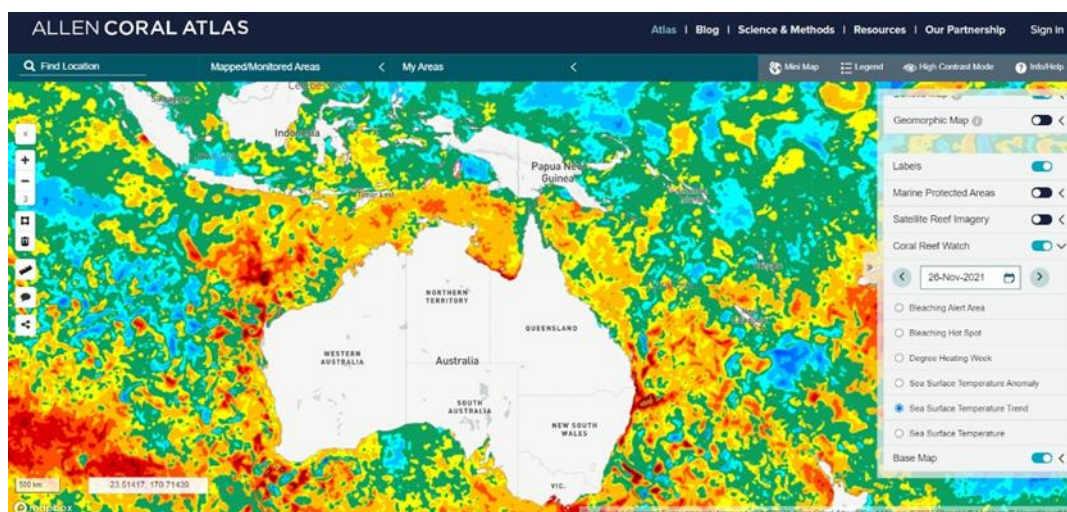 ALLEN CORAL ATLAS
Atlas | Blog | Science & Methods | Resources | Our Partnership Sign In
Find Location Mapped/Monitored Areas < My Areas < Mini Map Legend High Contrast Mode ? Info/Help
Geomorphic Map i
Labels
Marine Protected Areas
Satellite Reef Imagery
Coral Reef Watch
26-Nov-2021
Bleaching Alert Area
Bleaching Hot Spot
Degree Heating Week
Sea Surface Temperature Anomaly
Sea Surface Temperature Trend
Sea Surface Temperature
Base Map
+
−
3
Indonesia
Papua New
Guinea
Timor-Leste
NORTHERN
TERRITORY
QUEENSLAND
WESTERN
AUSTRALIA
Australia
SOUTH
AUSTRALIA
NEW SOUTH
WALES
VIC.
500 km
-23.51417, 170.71439
mapbox